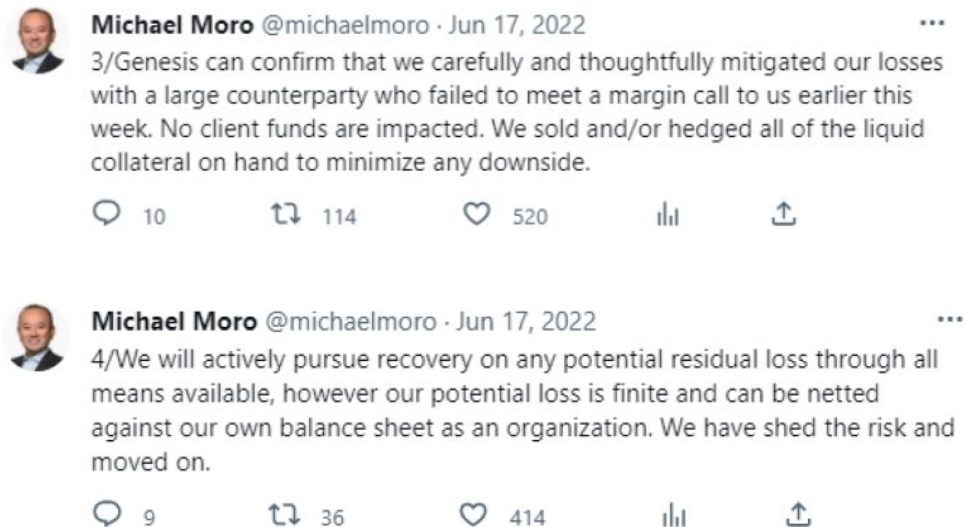 Michael Moro @michaelmoro · Jun 17, 2022
3/Genesis can confirm that we carefully and thoughtfully mitigated our losses
with a large counterparty who failed to meet a margin call to us earlier this
week. No client funds are impacted. We sold and/or hedged all of the liquid
collateral on hand to minimize any downside.
10 114 520
Michael Moro @michaelmoro · Jun 17, 2022
4/We will actively pursue recovery on any potential residual loss through all
means available, however our potential loss is finite and can be netted
against our own balance sheet as an organization. We have shed the risk and
moved on.
9 36 414